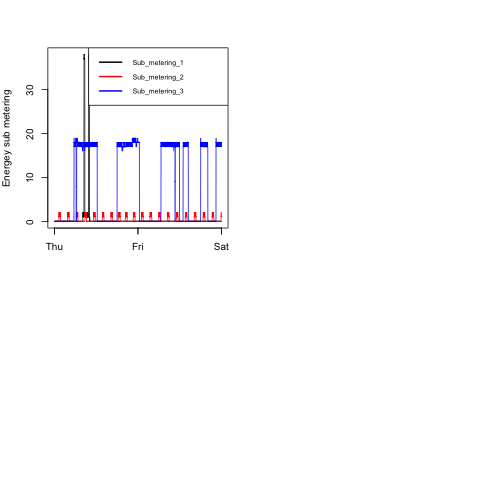 Energey sub metering
30
20
10
0
Sub_metering_1
Sub_metering_2
Sub_metering_3
Thu
Fri
Sat